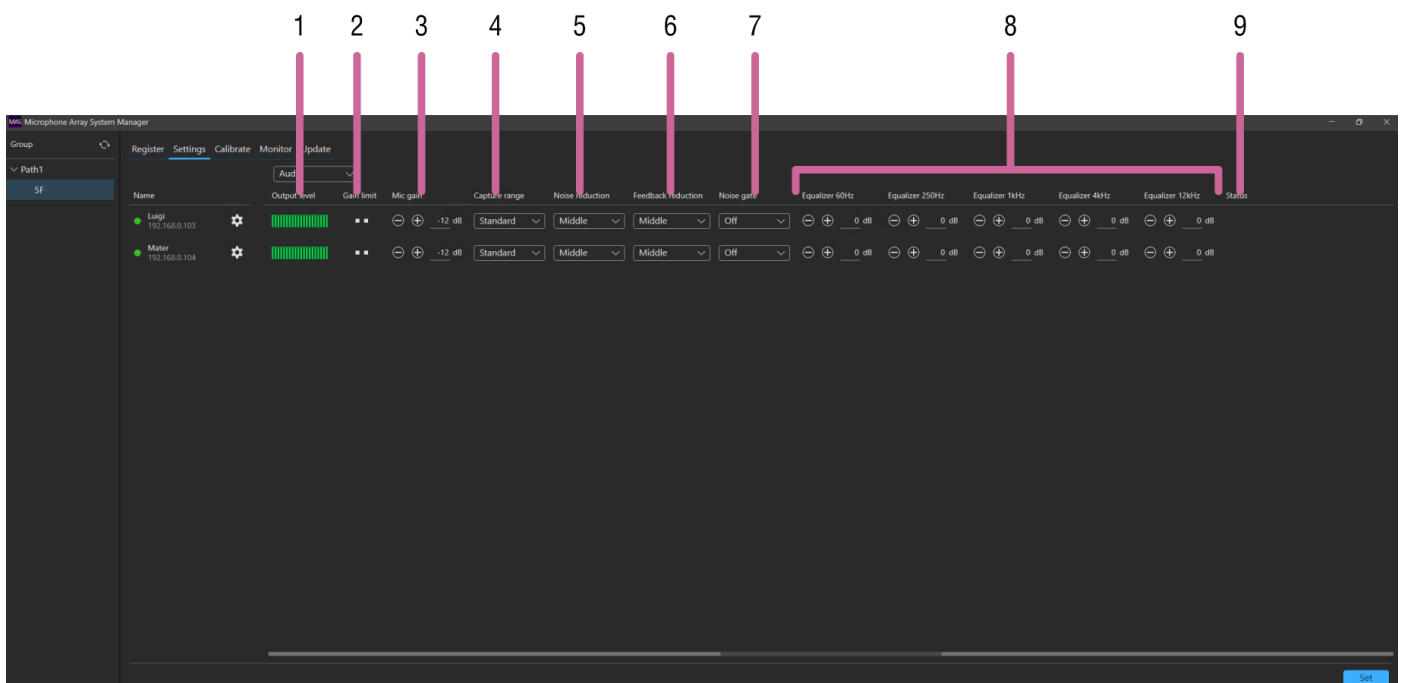 1 2 3 4 5 6 7 8 9
MAS Microphone Array System Manager
Group
Register Settings Calibrate Monitor Update
Path1
5F
Name Output level Gain limit Mic gain Capture range Noise reduction Feedback reduction Noise gate Equalizer 60Hz Equalizer 250Hz Equalizer 1kHz Equalizer 4kHz Equalizer 12kHz Status
Luigi
192.168.0.103
-12 dB Standard Middle Middle Off 0 dB 0 dB 0 dB 0 dB 0 dB
Mater
192.168.0.104
-12 dB Standard Middle Middle Off 0 dB 0 dB 0 dB 0 dB 0 dB
Set